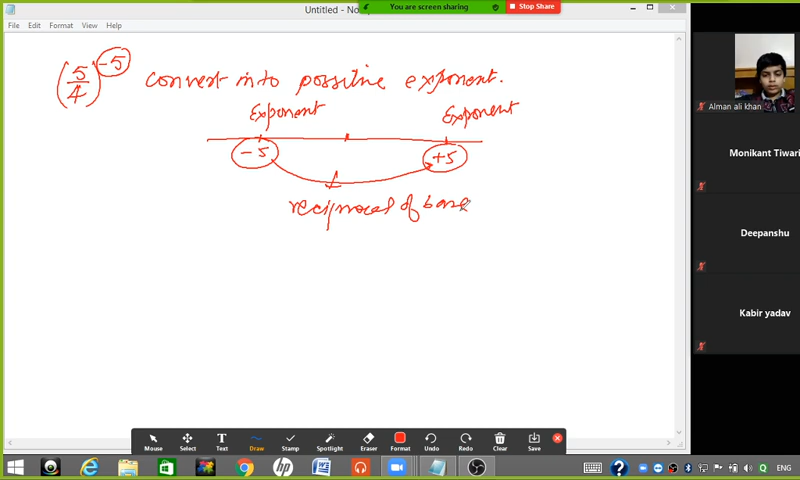 Untitled - No
You are screen sharing
Stop Share
File Edit Format View Help
(5/4)^-5 convert into possitive exponent.
Exponent Exponent
-5 +5
reciprocal of base
Alman ali khan
Monikant Tiwari
Deepanshu
Kabir yadav
Mouse Select Text Draw Stamp Spotlight Eraser Format Undo Redo Clear Save
ENG